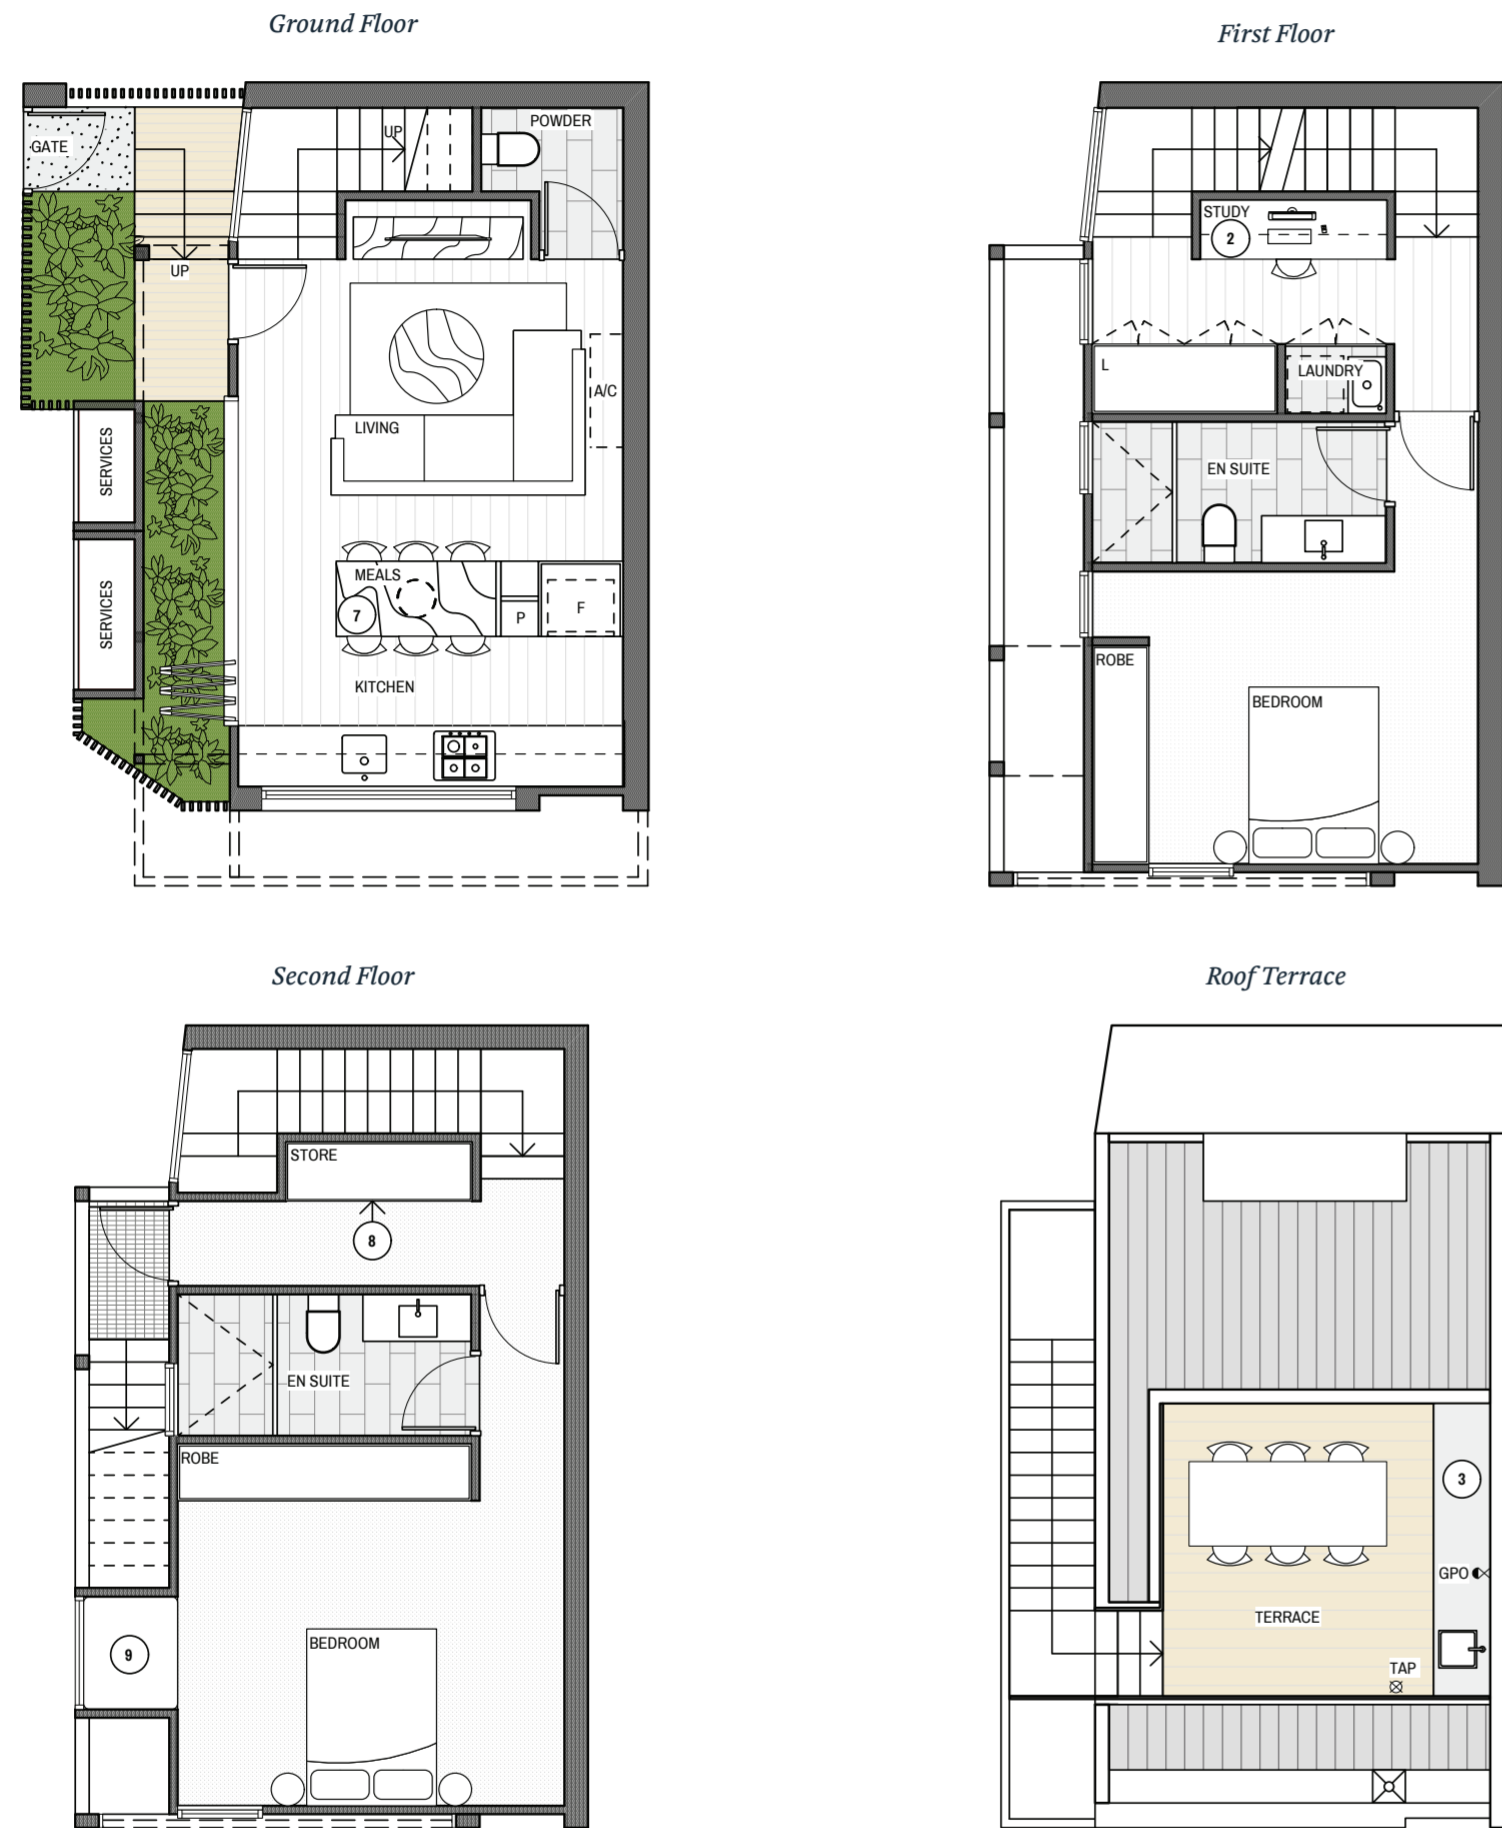 Ground Floor
GATE
UP
UP
POWDER
LIVING
A/C
SERVICES
SERVICES
MEALS
7
P
F
KITCHEN
First Floor
STUDY
2
L
LAUNDRY
EN SUITE
ROBE
BEDROOM
Second Floor
STORE
8
EN SUITE
ROBE
9
BEDROOM
Roof Terrace
3
GPO
TERRACE
TAP